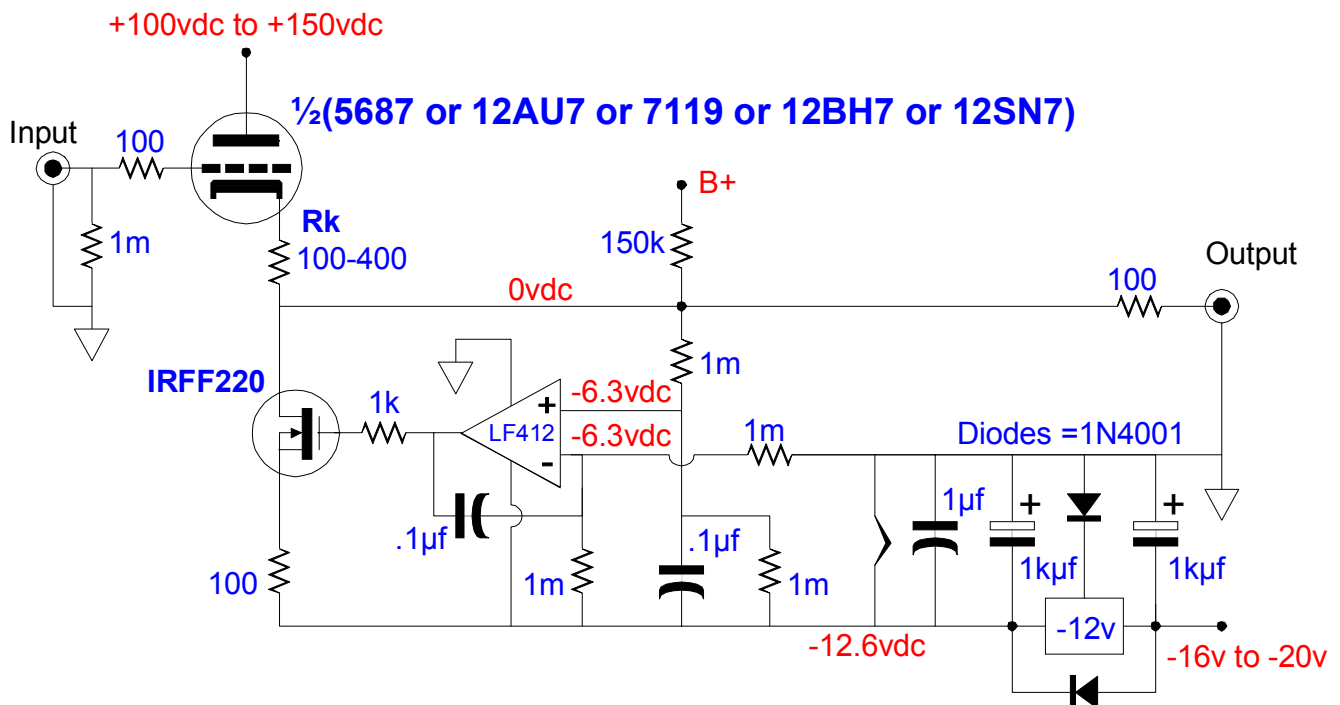 +100vdc to +150vdc
½(5687 or 12AU7 or 7119 or 12BH7 or 12SN7)
Input
100
1m
Rk
100-400
B+
150k
Output
100
0vdc
1m
IRFF220
1k
LF412
+
-
-6.3vdc
-6.3vdc
1m
Diodes =1N4001
.1µf
100
1m
.1µf
1m
1µf
+
1kµf
+
1kµf
-12v
-12.6vdc
-16v to -20v